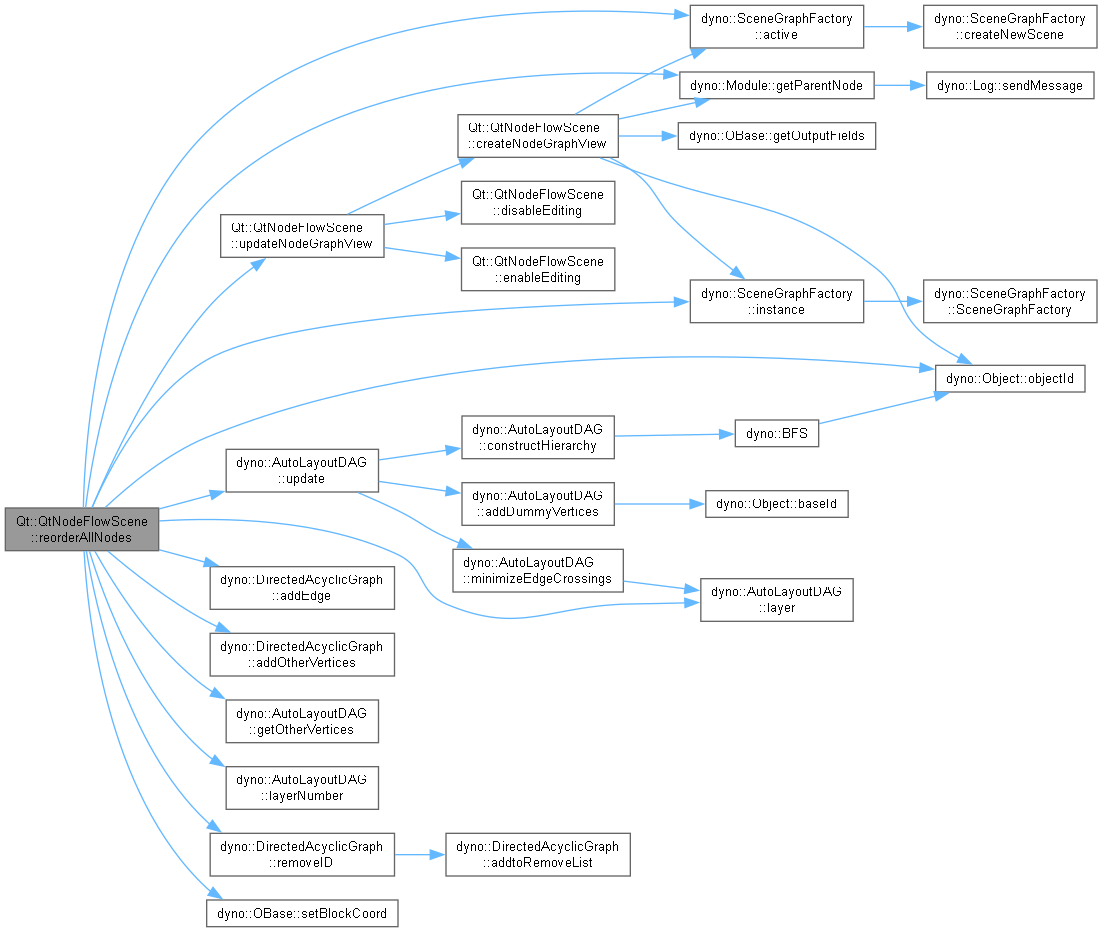 dyno::SceneGraphFactory
::active
dyno::SceneGraphFactory
::createNewScene
dyno::Module::getParentNode
dyno::Log::sendMessage
Qt::QtNodeFlowScene
::createNodeGraphView
dyno::OBase::getOutputFields
Qt::QtNodeFlowScene
::disableEditing
Qt::QtNodeFlowScene
::updateNodeGraphView
Qt::QtNodeFlowScene
::enableEditing
dyno::SceneGraphFactory
::instance
dyno::SceneGraphFactory
::SceneGraphFactory
dyno::Object::objectId
dyno::AutoLayoutDAG
::constructHierarchy
dyno::BFS
dyno::AutoLayoutDAG
::update
dyno::AutoLayoutDAG
::addDummyVertices
dyno::Object::baseId
Qt::QtNodeFlowScene
::reorderAllNodes
dyno::AutoLayoutDAG
::minimizeEdgeCrossings
dyno::DirectedAcyclicGraph
::addEdge
dyno::AutoLayoutDAG
::layer
dyno::DirectedAcyclicGraph
::addOtherVertices
dyno::AutoLayoutDAG
::getOtherVertices
dyno::AutoLayoutDAG
::layerNumber
dyno::DirectedAcyclicGraph
::removeID
dyno::DirectedAcyclicGraph
::addtoRemoveList
dyno::OBase::setBlockCoord